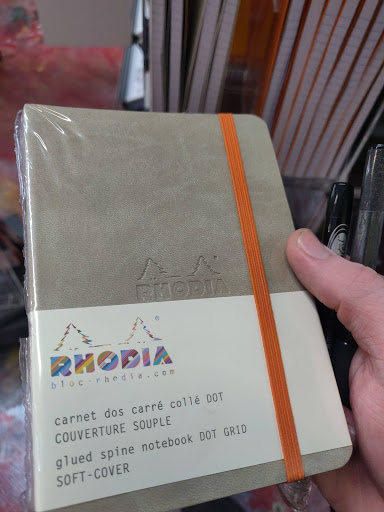 RHODIA
RHODIA
bloc-rhodia.com
carnet dos carré collé DOT
COUVERTURE SOUPLE
glued spine notebook DOT GRID
SOFT-COVER